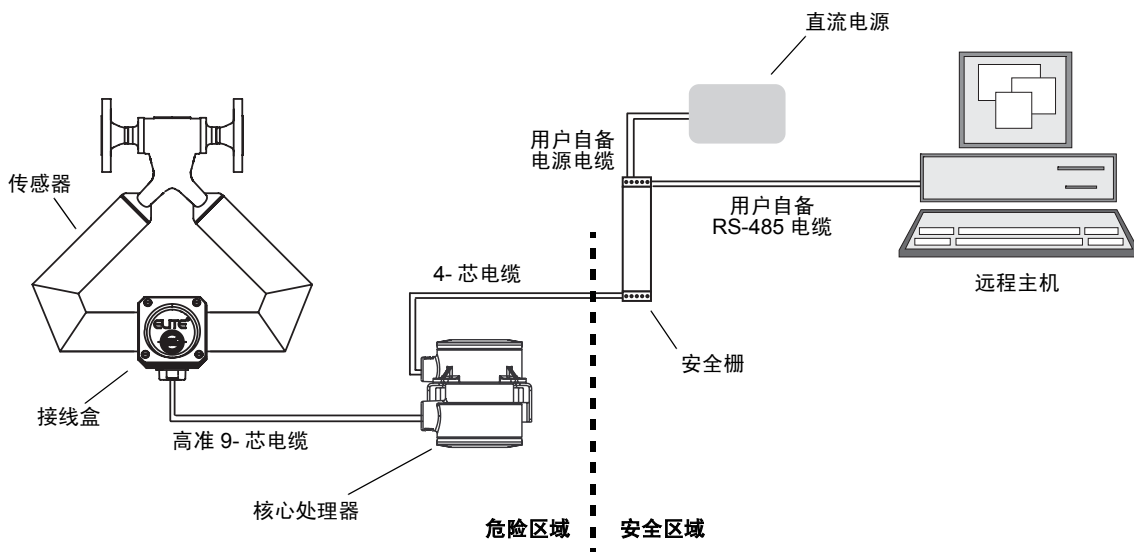 直流电源
用户自备
电源电缆
传感器
用户自备
RS-485 电缆
4- 芯电缆
远程主机
ELITE
安全栅
接线盒
高准 9- 芯电缆
核心处理器
危险区域
安全区域